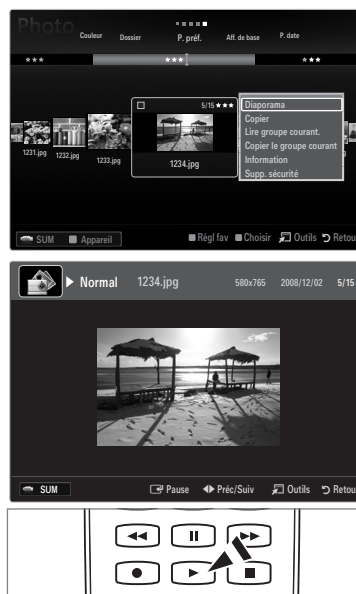 Photo
Couleur Dossier P. préf. Aff. de base P. date
★★★ ★★★ ★★★
5/15 ★★★
1231.jpg 1232.jpg 1233.jpg 1234.jpg
Diaporama
Copier
Lire groupe courant.
Copier le groupe courant
Information
Supp. sécurité
SUM Appareil Régl fav Choisir Outils Retou
Normal 1234.jpg 580x765 2008/12/02 5/15
SUM Pause Préc/Suiv Outils Retou